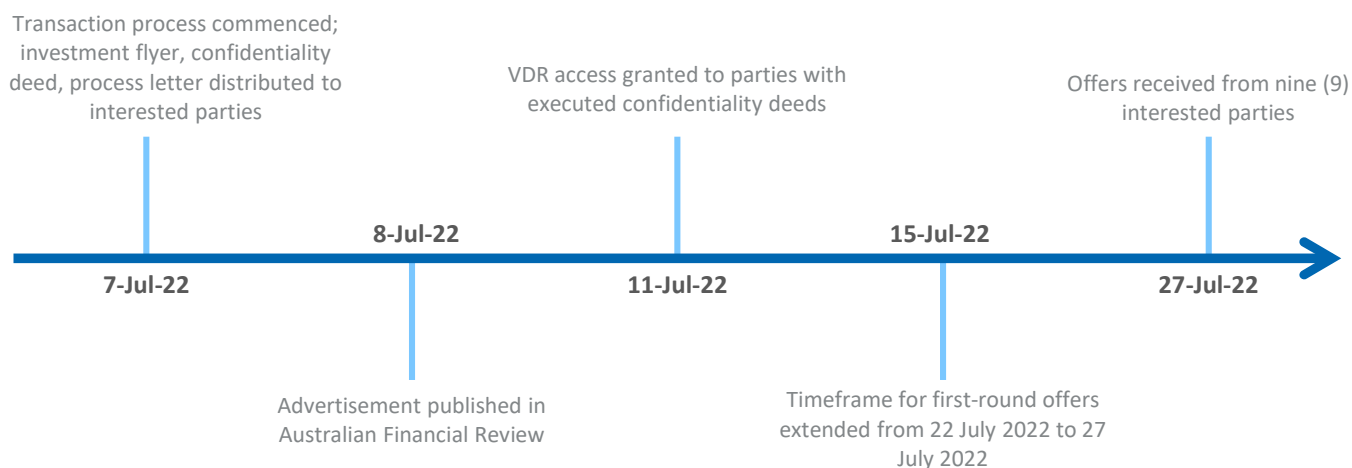 Transaction process commenced;
investment flyer, confidentiality
deed, process letter distributed to
interested parties
7-Jul-22
8-Jul-22
Advertisement published in
Australian Financial Review
VDR access granted to parties with
executed confidentiality deeds
11-Jul-22
15-Jul-22
Timeframe for first-round offers
extended from 22 July 2022 to 27
July 2022
Offers received from nine (9)
interested parties
27-Jul-22